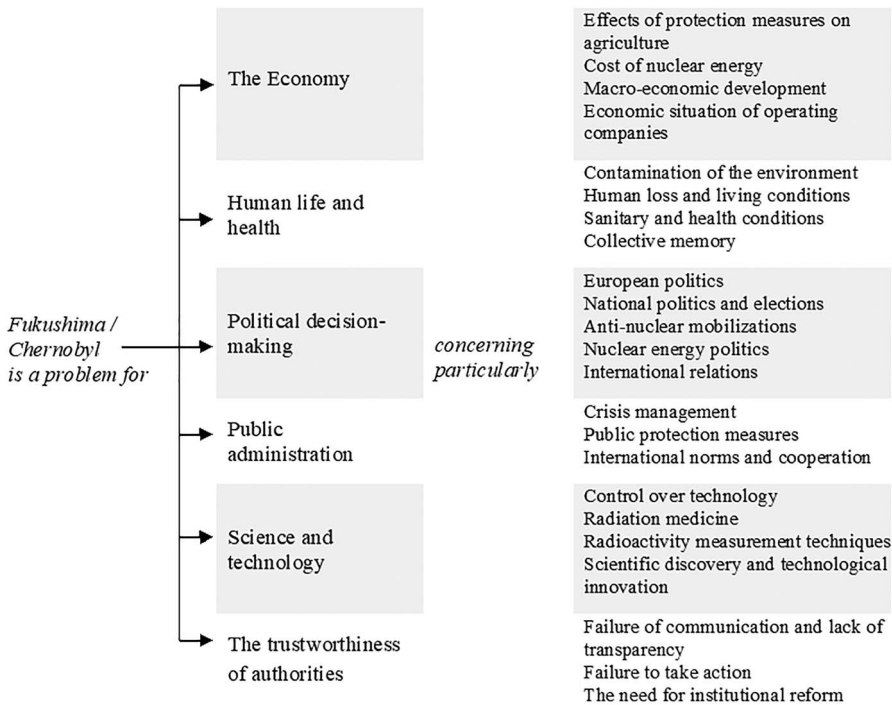 Fukushima /
Chernobyl
is a problem for
The Economy
Effects of protection measures on
agriculture
Cost of nuclear energy
Macro-economic development
Economic situation of operating
companies
Human life and
health
Contamination of the environment
Human loss and living conditions
Sanitary and health conditions
Collective memory
Political decision-
making
concerning
particularly
European politics
National politics and elections
Anti-nuclear mobilizations
Nuclear energy politics
International relations
Public
administration
Crisis management
Public protection measures
International norms and cooperation
Science and
technology
Control over technology
Radiation medicine
Radioactivity measurement techniques
Scientific discovery and technological
innovation
The trustworthiness
of authorities
Failure of communication and lack of
transparency
Failure to take action
The need for institutional reform